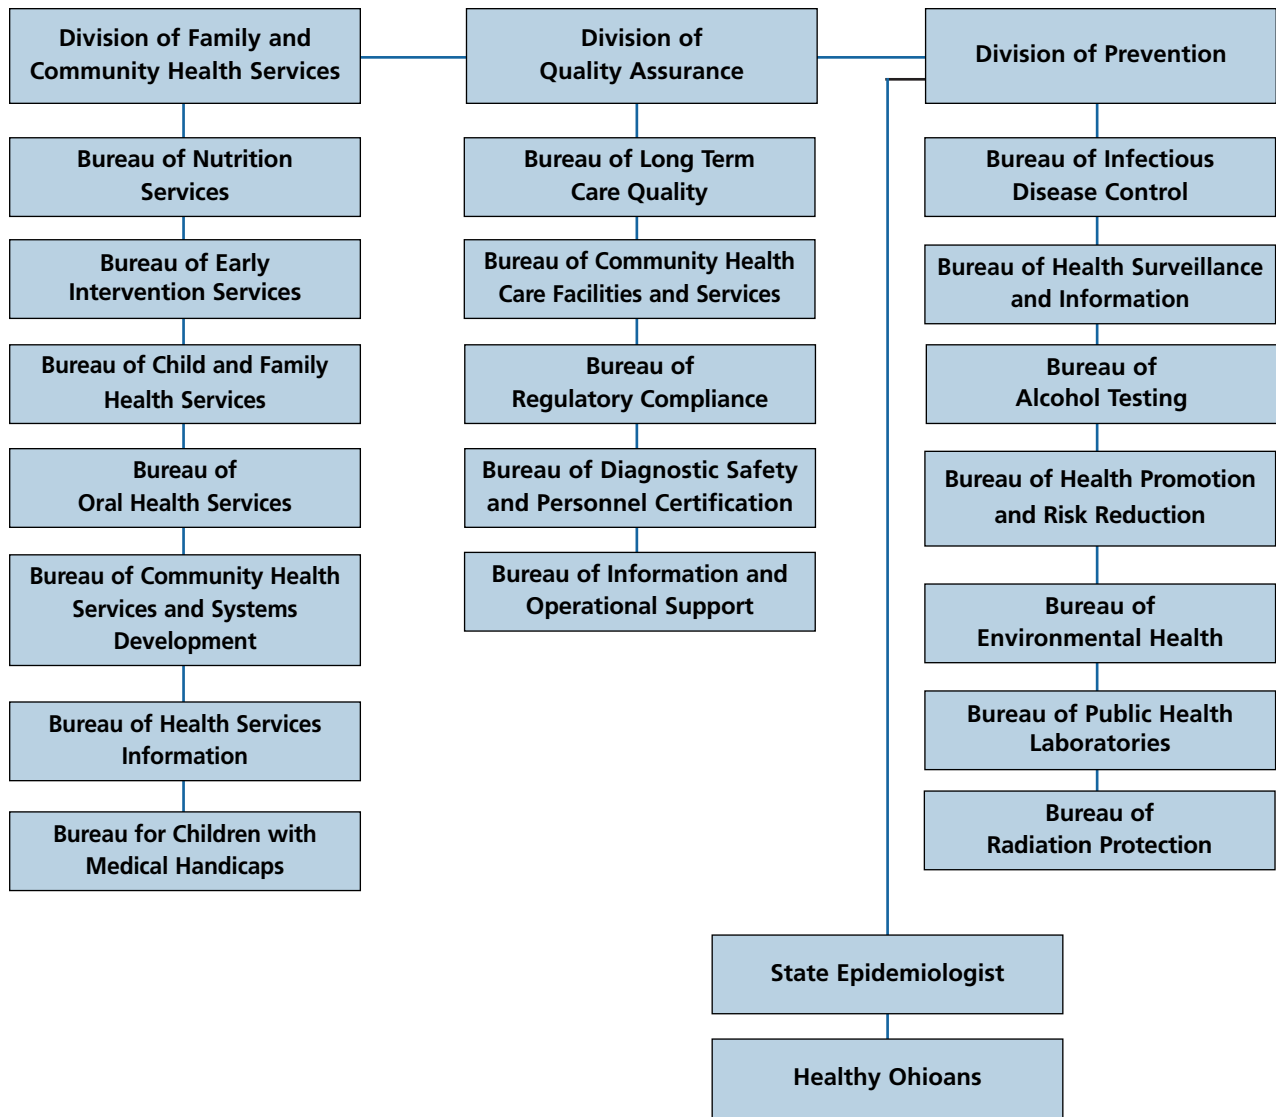 Division of Family and
Community Health Services
Bureau of Nutrition
Services
Bureau of Early
Intervention Services
Bureau of Child and Family
Health Services
Bureau of
Oral Health Services
Bureau of Community Health
Services and Systems
Development
Bureau of Health Services
Information
Bureau for Children with
Medical Handicaps
Division of
Quality Assurance
Bureau of Long Term
Care Quality
Bureau of Community Health
Care Facilities and Services
Bureau of
Regulatory Compliance
Bureau of Diagnostic Safety
and Personnel Certification
Bureau of Information and
Operational Support
Division of Prevention
Bureau of Infectious
Disease Control
Bureau of Health Surveillance
and Information
Bureau of
Alcohol Testing
Bureau of Health Promotion
and Risk Reduction
Bureau of
Environmental Health
Bureau of Public Health
Laboratories
Bureau of
Radiation Protection
State Epidemiologist
Healthy Ohioans